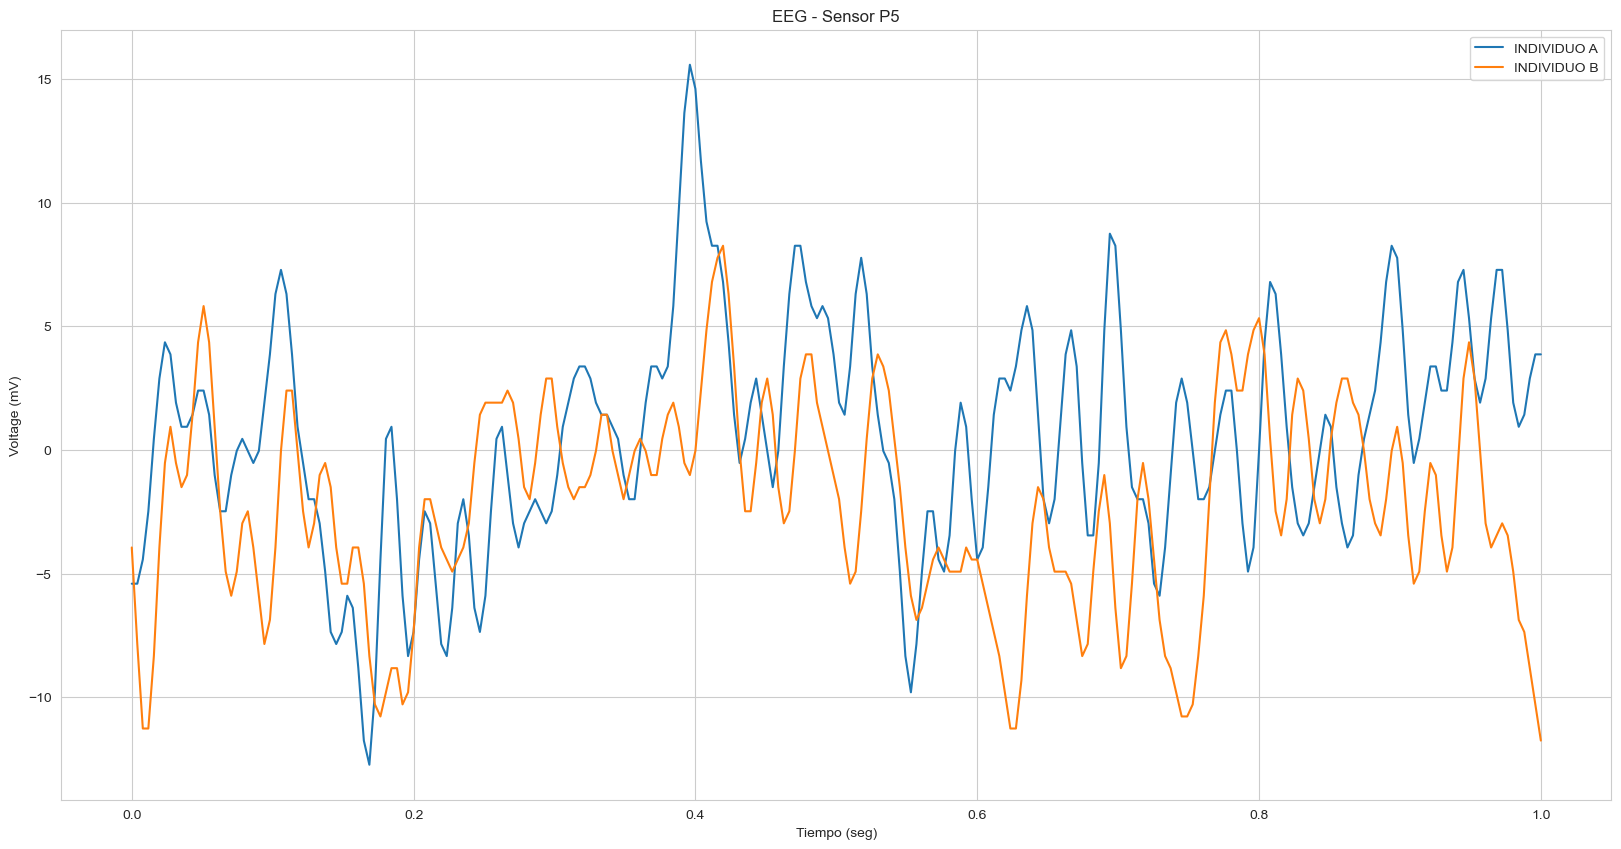 EEG - Sensor P5
INDIVIDUO A
INDIVIDUO B
Voltage (mV)
15
10
5
0
−5
−10
0.0
0.2
0.4
0.6
0.8
1.0
Tiempo (seg)